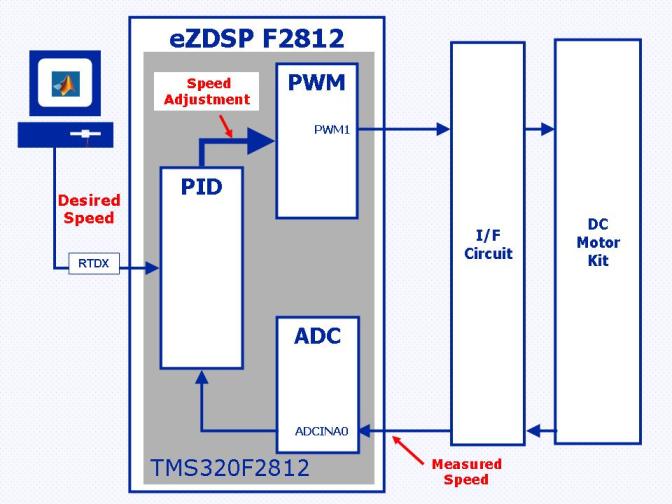 eZDSP F2812
Speed
Adjustment
PWM
PWM1
PID
Desired
Speed
RTDX
I/F
Circuit
DC
Motor
Kit
ADC
ADCINA0
TMS320F2812
Measured
Speed